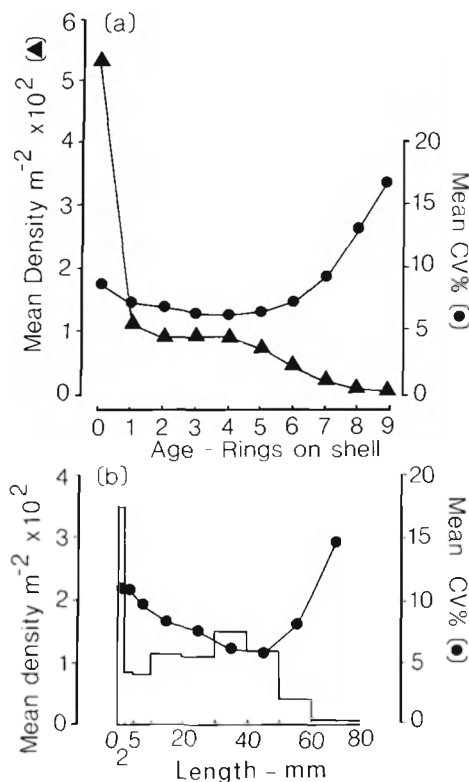 (a)
Mean Density m⁻² x10² (▲)
6
5
4
3
2
1
0
20
15
10
5
0
Mean CV% (●)
0 1 2 3 4 5 6 7 8 9
Age - Rings on shell
(b)
Mean density m⁻² x10²
4
3
2
1
0
20
15
10
5
0
Mean CV% (●)
0 2 5 20 40 60 80
Length - mm